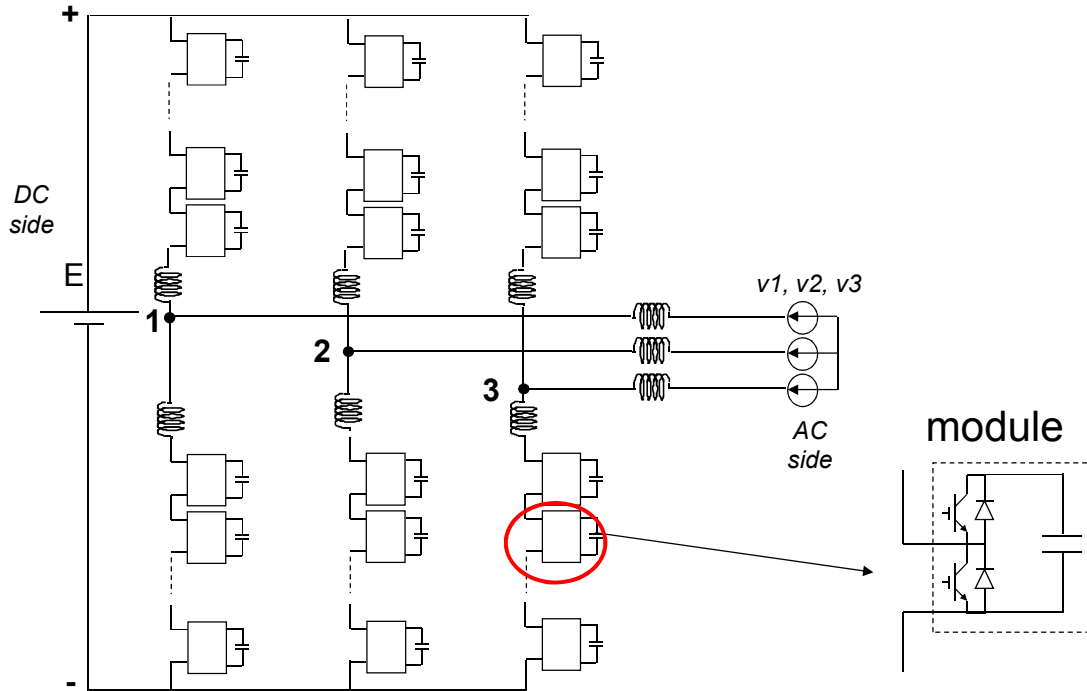 +
DC
side
E
1
2
3
v1, v2, v3
AC
side
module
-